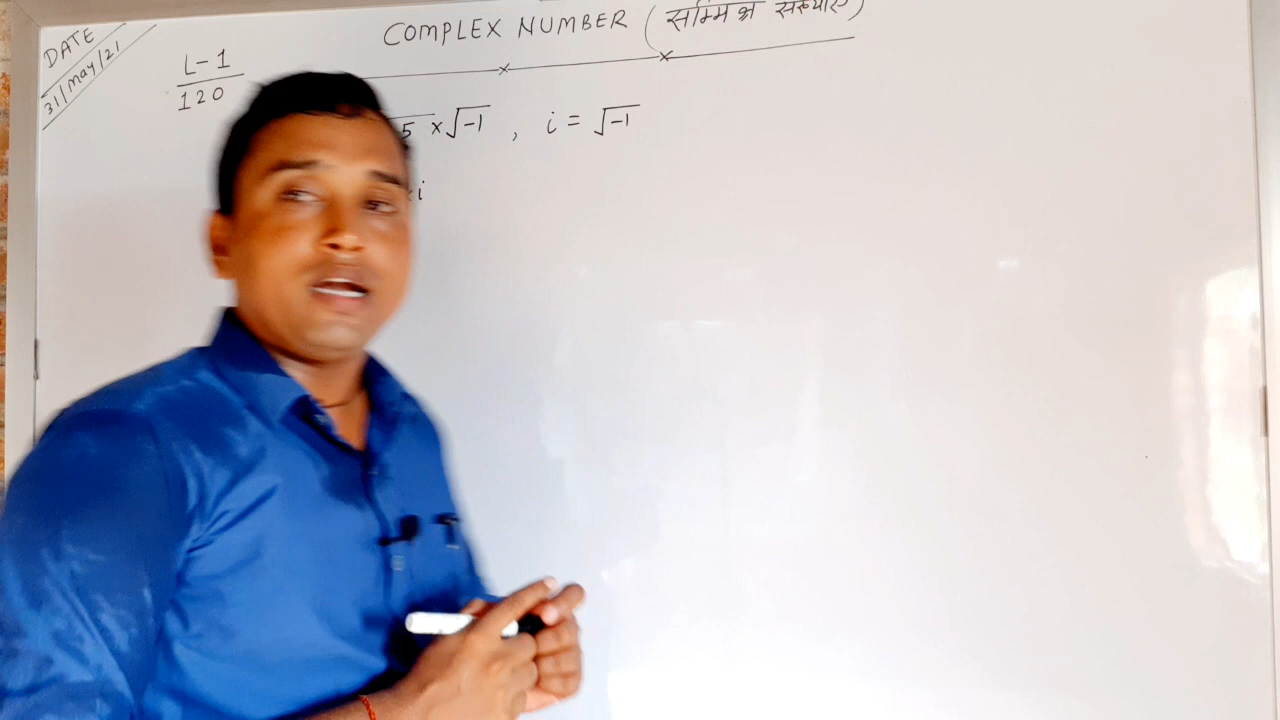 DATE
31/May/21
L-1
120
COMPLEX NUMBER (सम्मिश्र संख्याएं)
5 × √-1 , i = √-1
i